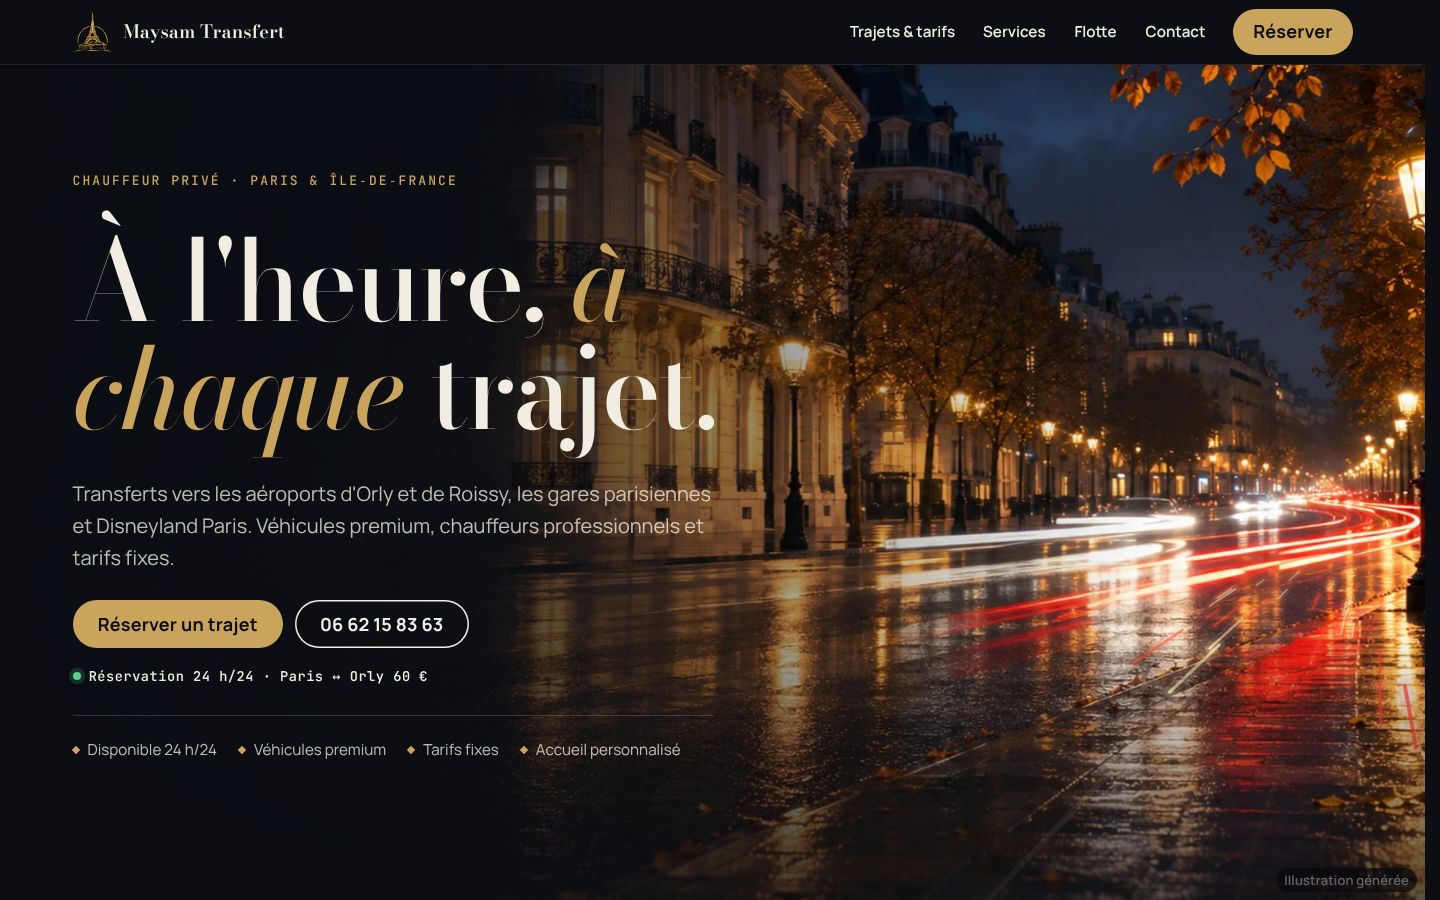 Maysam Transfert
Trajets & tarifs
Services
Flotte
Contact
Réserver
CHAUFFEUR PRIVÉ · PARIS & ÎLE-DE-FRANCE
À l'heure, à
chaque trajet.
Transferts vers les aéroports d'Orly et de Roissy, les gares parisiennes
et Disneyland Paris. Véhicules premium, chauffeurs professionnels et
tarifs fixes.
Réserver un trajet
06 62 15 83 63
Réservation 24 h/24 · Paris ↔ Orly 60 €
Disponible 24 h/24
Véhicules premium
Tarifs fixes
Accueil personnalisé
Illustration générée